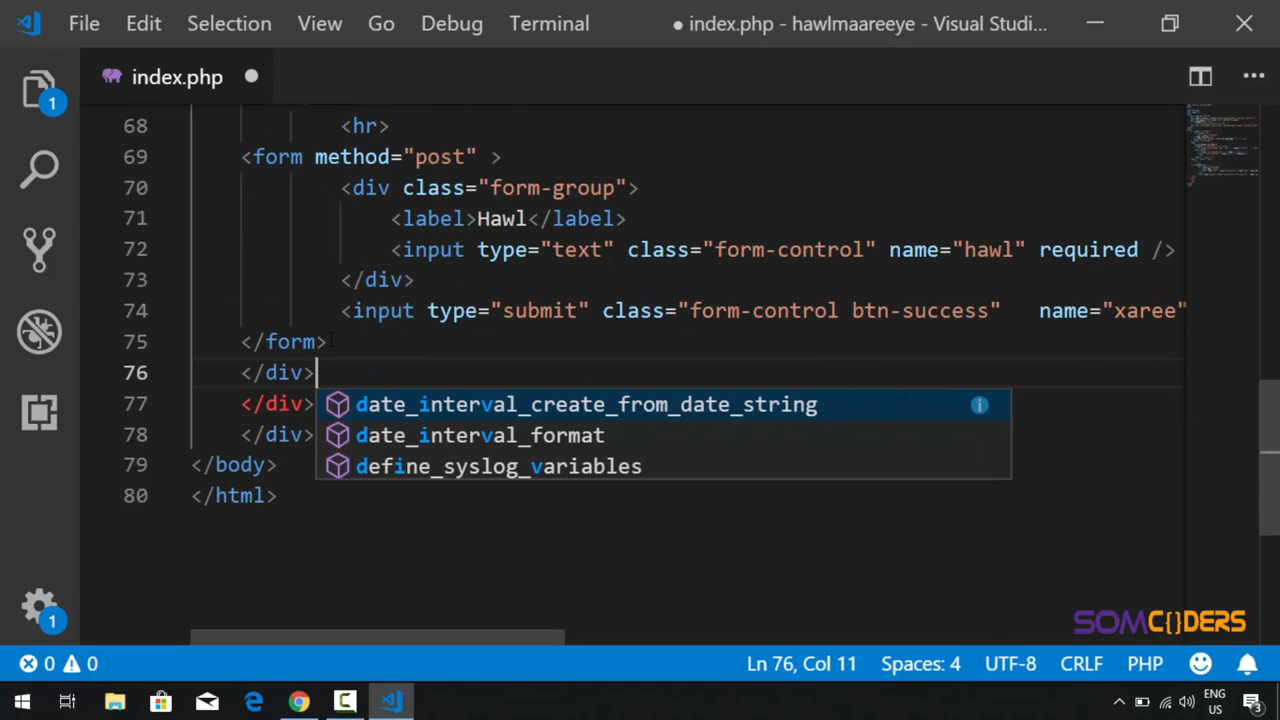 File Edit Selection View Go Debug Terminal ● index.php - hawlmaareeye - Visual Studi...
index.php
1
68 <hr>
69 <form method="post" >
70 <div class="form-group">
71 <label>Hawl</label>
72 <input type="text" class="form-control" name="hawl" required />
73 </div>
74 <input type="submit" class="form-control btn-success" name="xaree"
75 </form>
76 </div>
77 </div>
78 </div>
79 </body>
80 </html>
date_interval_create_from_date_string
date_interval_format
define_syslog_variables
1
SOMC{}DERS
0 0 Ln 76, Col 11 Spaces: 4 UTF-8 CRLF PHP
ENG
US
3